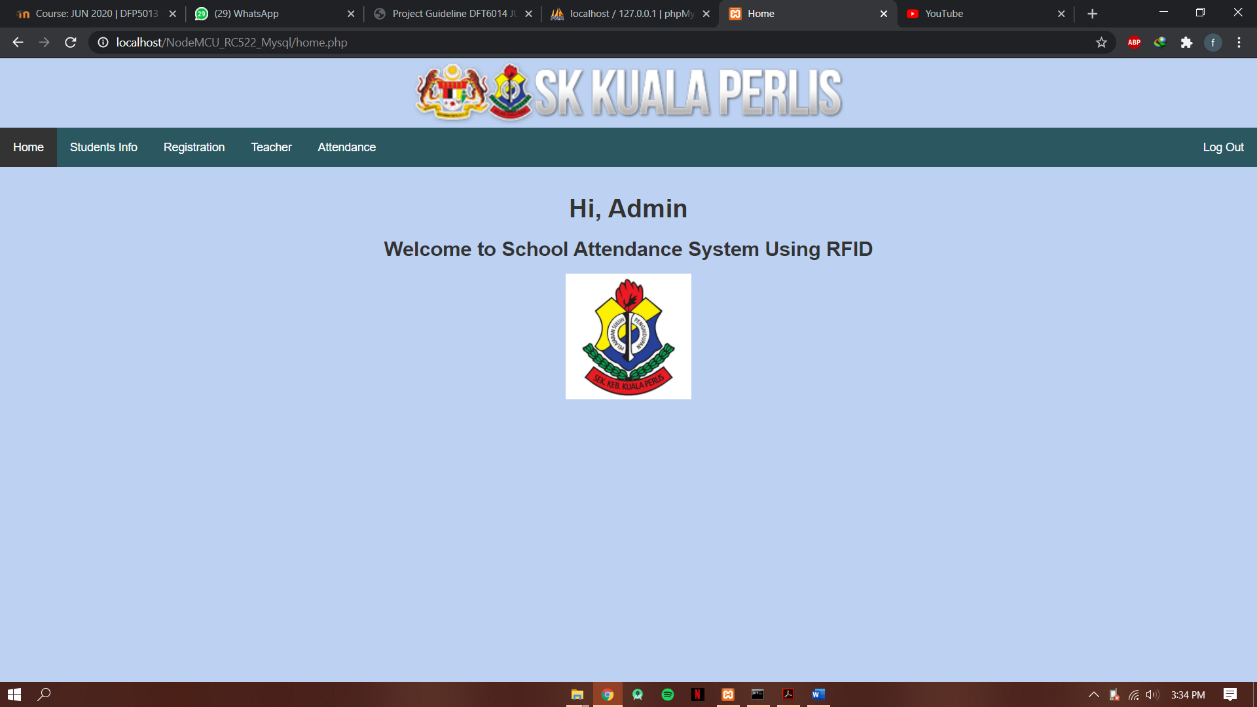 Course: JUN 2020 | DFP5013
(29) WhatsApp
Project Guideline DFT6014 JU
localhost / 127.0.0.1 | phpMy
Home
YouTube
localhost/NodeMCU_RC522_Mysql/home.php
ABP
f
SK KUALA PERLIS
Home
Students Info
Registration
Teacher
Attendance
Log Out
Hi, Admin
Welcome to School Attendance System Using RFID
SEK. KEB. KUALA PERLIS
3:34 PM